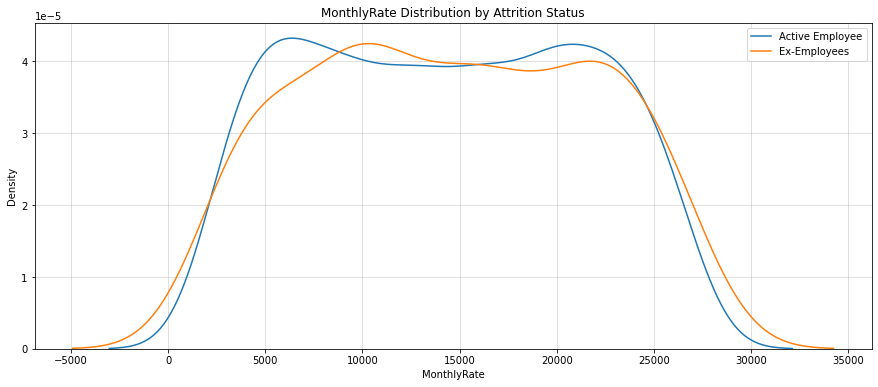 MonthlyRate Distribution by Attrition Status
1e−5
Active Employee
Ex-Employees
4
3
2
1
0
Density
−5000 0 5000 10000 15000 20000 25000 30000 35000
MonthlyRate